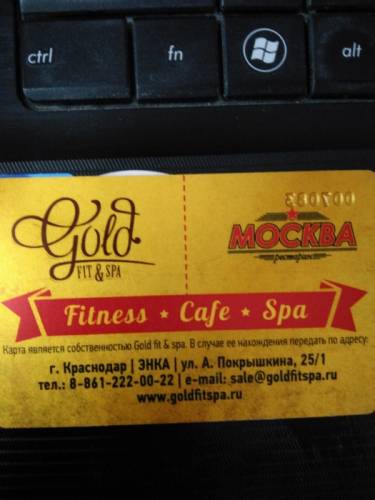 ctrl
fn
alt
007083
Gold
FIT & SPA
МОСКВА
ресторан
Fitness ★ Cafe ★ Spa
Карта является собственностью Gold fit & spa. В случае ее нахождения передать по адресу:
г. Краснодар | ЭНКА | ул. А. Покрышкина, 25/1
тел.: 8-861-222-00-22 | e-mail: sale@goldfitspa.ru
www.goldfitspa.ru